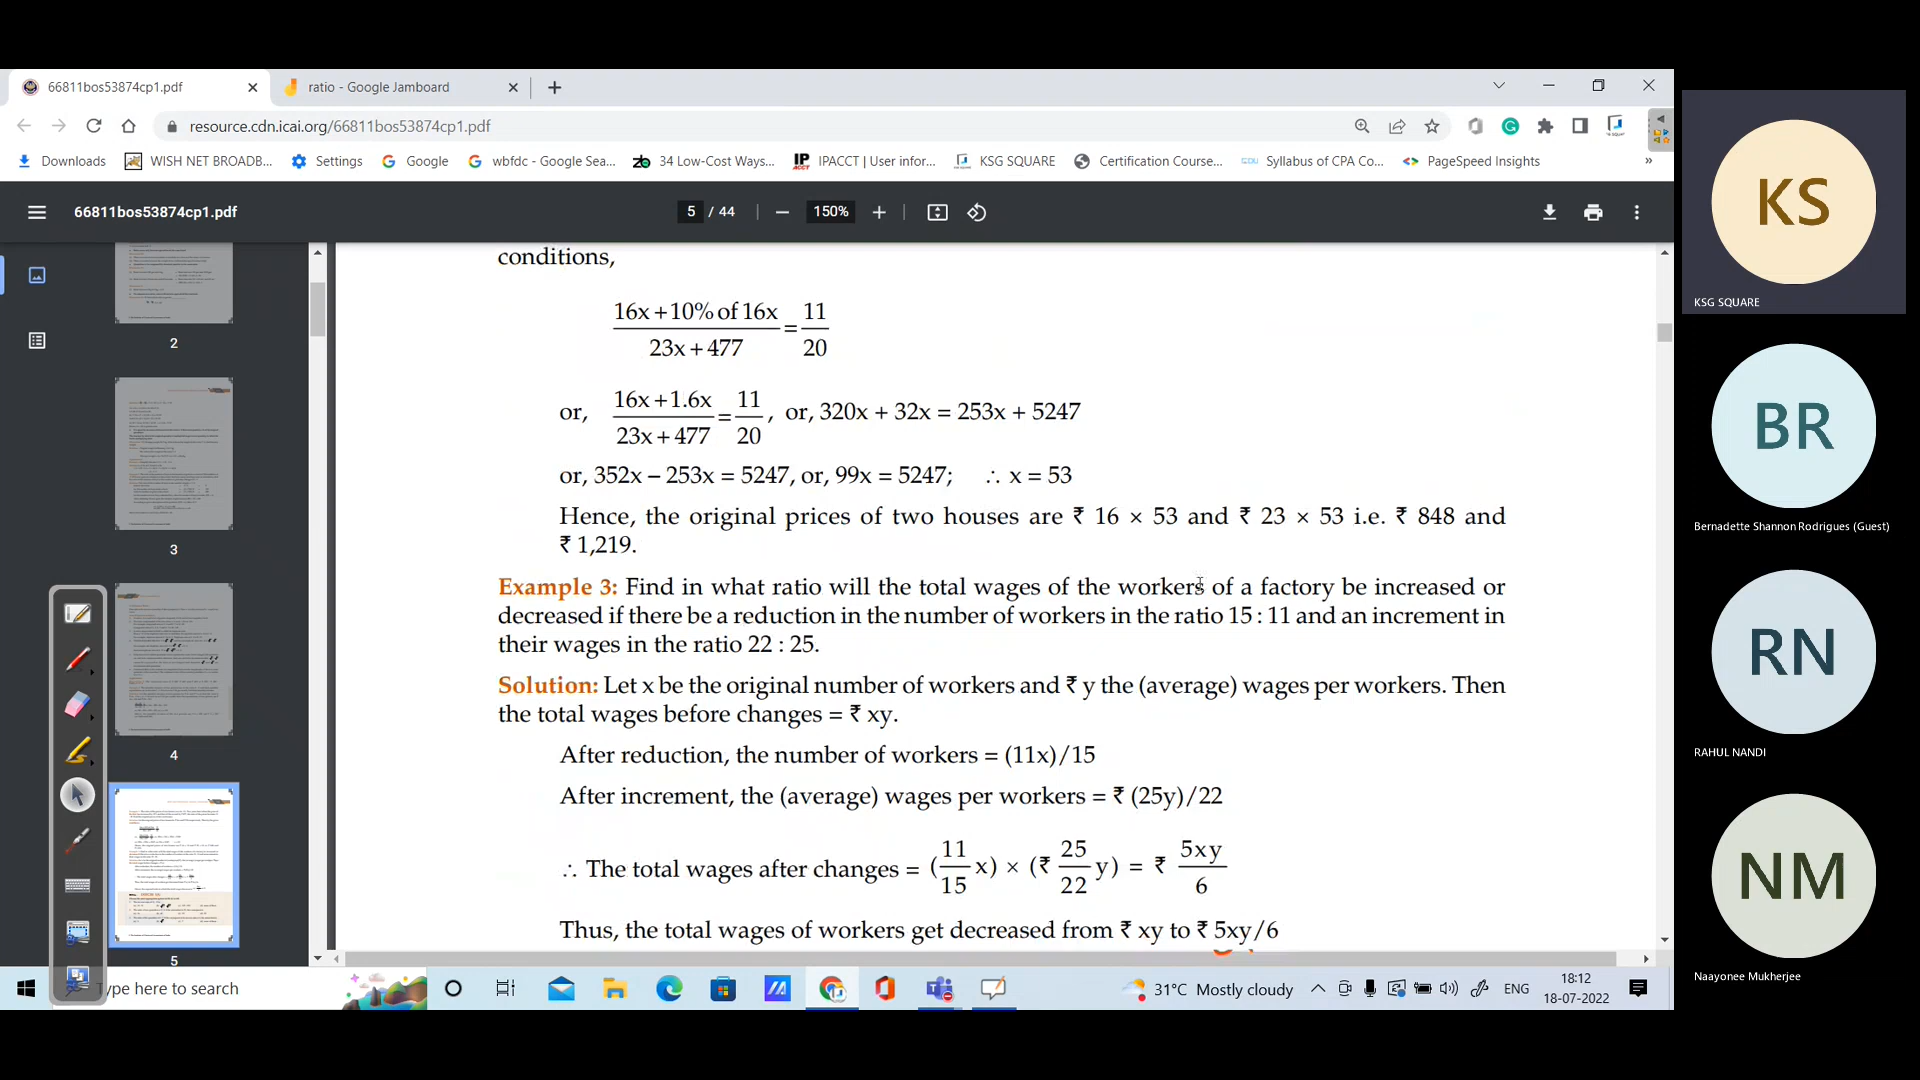 66811bos53874cp1.pdf
ratio - Google Jamboard
resource.cdn.icai.org/66811bos53874cp1.pdf
Downloads
WISH NET BROADB...
Settings
Google
wbfdc - Google Sea...
34 Low-Cost Ways...
IPACCT | User infor...
KSG SQUARE
Certification Course...
Syllabus of CPA Co...
PageSpeed Insights
»
66811bos53874cp1.pdf
5 / 44
150%
2
3
4
5
conditions,
16x + 10% of 16x / 23x + 477 = 11 / 20
or, 16x + 1.6x / 23x + 477 = 11 / 20, or, 320x + 32x = 253x + 5247
or, 352x – 253x = 5247, or, 99x = 5247; ∴ x = 53
Hence, the original prices of two houses are ₹ 16 × 53 and ₹ 23 × 53 i.e. ₹ 848 and
₹ 1,219.
Example 3: Find in what ratio will the total wages of the workers of a factory be increased or
decreased if there be a reduction in the number of workers in the ratio 15 : 11 and an increment in
their wages in the ratio 22 : 25.
Solution: Let x be the original number of workers and ₹ y the (average) wages per workers. Then
the total wages before changes = ₹ xy.
After reduction, the number of workers = (11x)/15
After increment, the (average) wages per workers = ₹ (25y)/22
∴ The total wages after changes = (11/15 x) × (₹ 25/22 y) = ₹ 5xy/6
Thus, the total wages of workers get decreased from ₹ xy to ₹ 5xy/6
KS
KSG SQUARE
BR
Bernadette Shannon Rodrigues (Guest)
RN
RAHUL NANDI
NM
Naayonee Mukherjee
ype here to search
31°C Mostly cloudy
ENG
18:12
18-07-2022